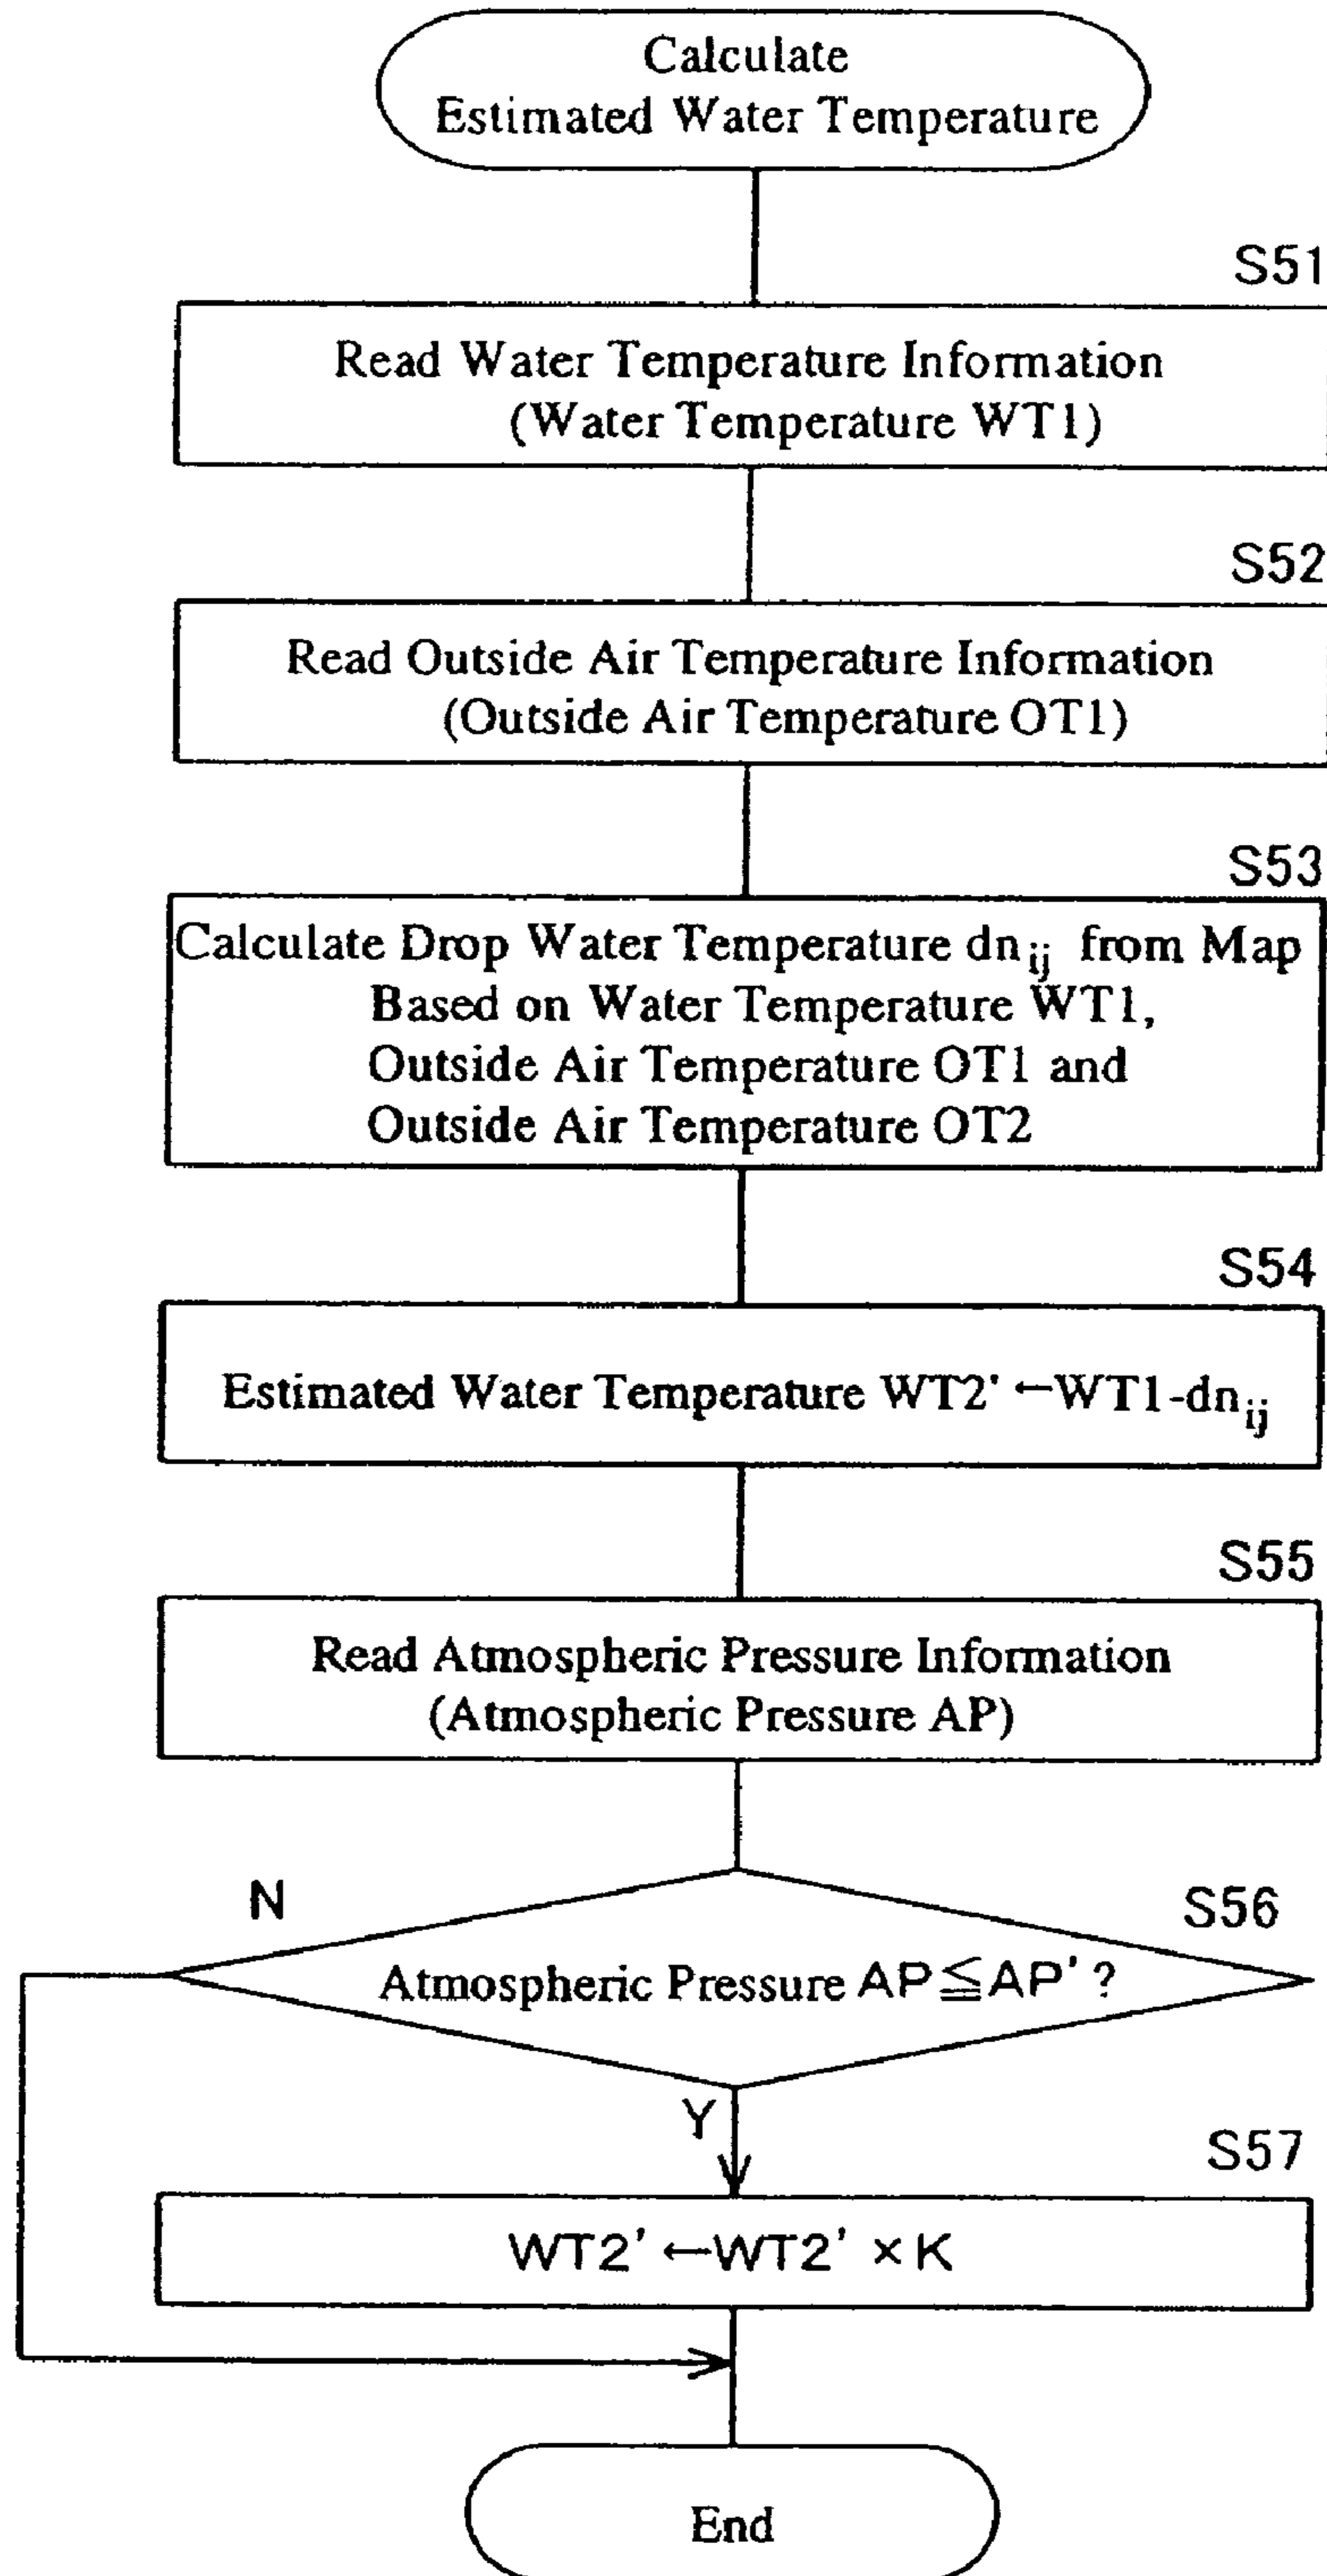 Calculate
Estimated Water Temperature
S51
Read Water Temperature Information
(Water Temperature WT1)
S52
Read Outside Air Temperature Information
(Outside Air Temperature OT1)
S53
Calculate Drop Water Temperature dn_ij from Map
Based on Water Temperature WT1,
Outside Air Temperature OT1 and
Outside Air Temperature OT2
S54
Estimated Water Temperature WT2' ←WT1-dn_ij
S55
Read Atmospheric Pressure Information
(Atmospheric Pressure AP)
N
S56
Atmospheric Pressure AP≦AP' ?
Y
S57
WT2' ←WT2' × K
End